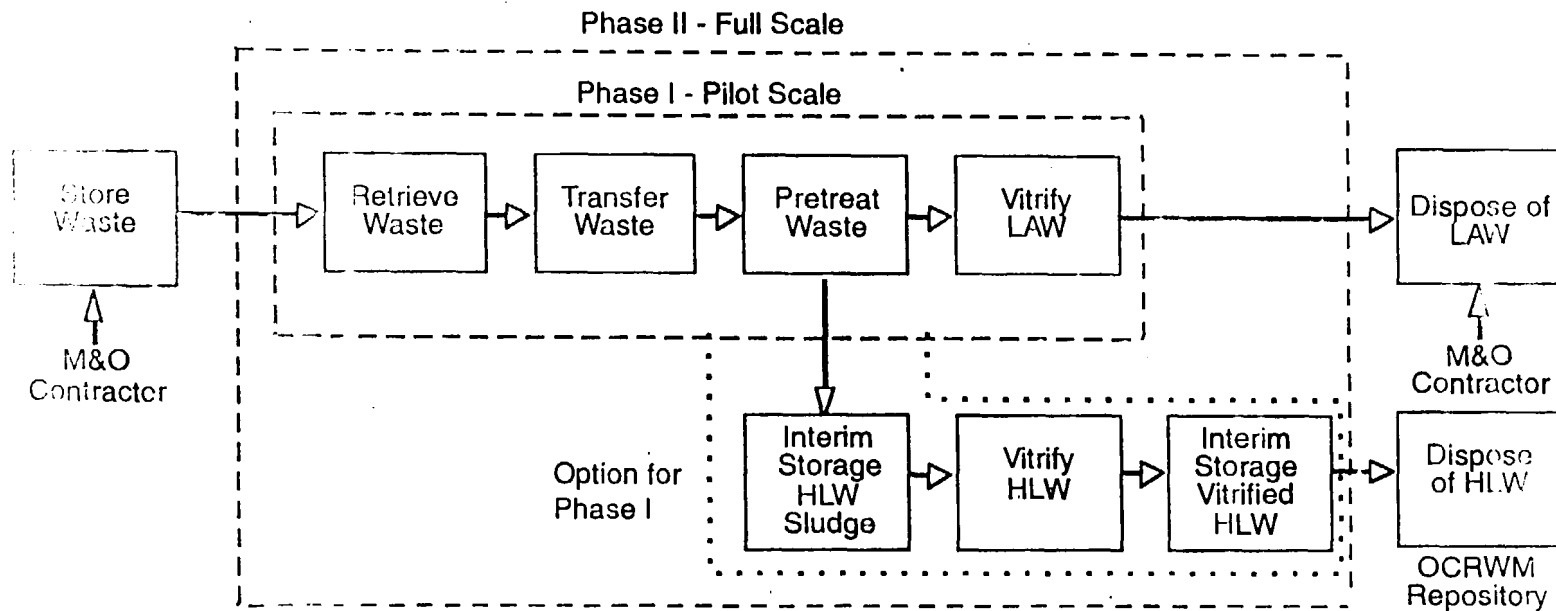 Phase II - Full Scale
Phase I - Pilot Scale
Store
Waste
Retrieve
Waste
Transfer
Waste
Pretreat
Waste
Vitrify
LAW
Dispose of
LAW
M&O
Contractor
M&O
Contractor
Option for
Phase I
Interim
Storage
HLW
Sludge
Vitrify
HLW
Interim
Storage
Vitrified
HLW
Dispose
of HLW
OCRWM
Repository